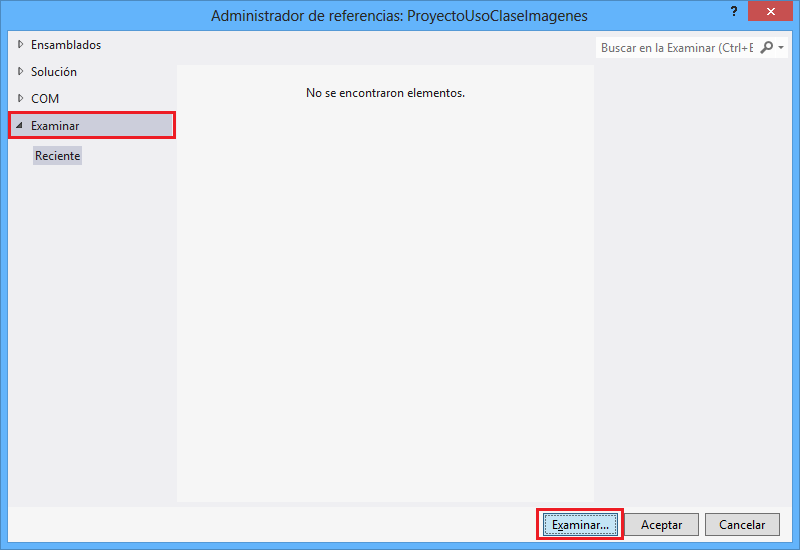 Administrador de referencias: ProyectoUsoClaseImagenes
?
Ensamblados
Buscar en la Examinar (Ctrl+E
Solución
No se encontraron elementos.
COM
Examinar
Reciente
Examinar...
Aceptar
Cancelar